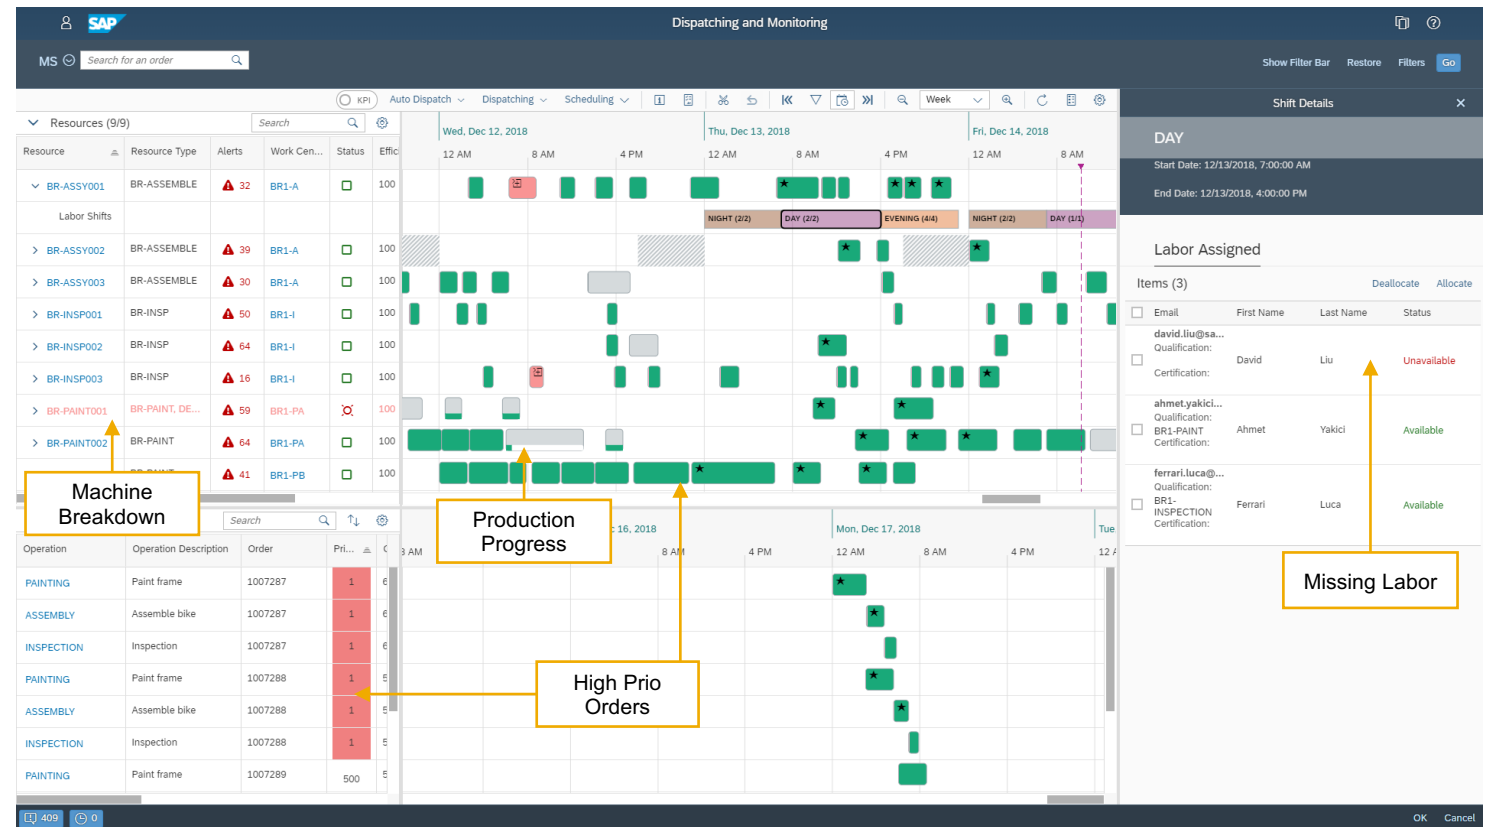 SAP
Dispatching and Monitoring
MS
Search for an order
Show Filter Bar Restore Filters Go
KPI Auto Dispatch Dispatching Scheduling Week
Shift Details
Resources (9/9) Search
Wed, Dec 12, 2018 Thu, Dec 13, 2018 Fri, Dec 14, 2018
Resource Resource Type Alerts Work Cen... Status Effic
12 AM 8 AM 4 PM 12 AM 8 AM 4 PM 12 AM 8 AM
DAY
Start Date: 12/13/2018, 7:00:00 AM
End Date: 12/13/2018, 4:00:00 PM
BR-ASSY001 BR-ASSEMBLE 32 BR1-A 100
Labor Shifts
NIGHT (2/2) DAY (2/2) EVENING (4/4) NIGHT (2/2) DAY (1/1)
BR-ASSY002 BR-ASSEMBLE 39 BR1-A 100
BR-ASSY003 BR-ASSEMBLE 30 BR1-A 100
BR-INSP001 BR-INSP 50 BR1-I 100
BR-INSP002 BR-INSP 64 BR1-I 100
BR-INSP003 BR-INSP 16 BR1-I 100
BR-PAINT001 BR-PAINT, DE... 59 BR1-PA 100
BR-PAINT002 BR-PAINT 64 BR1-PA 100
41 BR1-PB 100
Labor Assigned
Items (3) Deallocate Allocate
Email First Name Last Name Status
david.liu@sa...
Qualification:
David Liu Unavailable
Certification:
ahmet.yakici...
Qualification:
BR1-PAINT Ahmet Yakici Available
Certification:
ferrari.luca@...
Qualification:
BR1-
INSPECTION Ferrari Luca Available
Certification:
Machine
Breakdown
Production
Progress
High Prio
Orders
Missing Labor
Search
16, 2018 Mon, Dec 17, 2018 Tue
Operation Operation Description Order Pri...
AM 8 AM 4 PM 12 AM 8 AM 4 PM 12
PAINTING Paint frame 1007287 1 6
ASSEMBLY Assemble bike 1007287 1 6
INSPECTION Inspection 1007287 1 6
PAINTING Paint frame 1007288 1 5
ASSEMBLY Assemble bike 1007288 1 5
INSPECTION Inspection 1007288 1 5
PAINTING Paint frame 1007289 500 5
409 0
OK Cancel